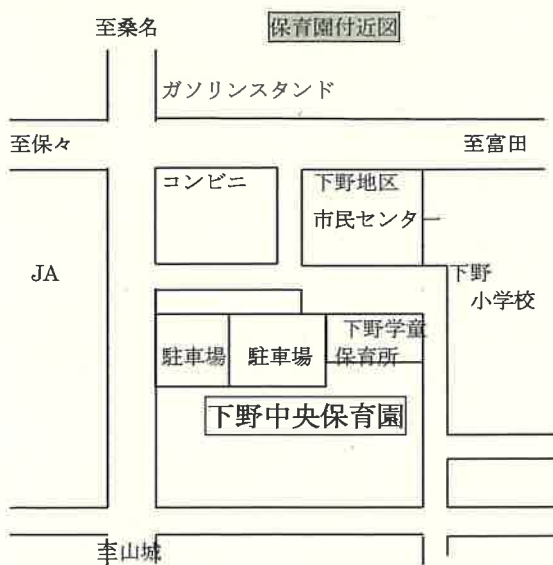 至桑名
保育園付近図
ガソリンスタンド
至保々
至富田
コンビニ
下野地区
市民センター
JA
下野
小学校
下野学童
保育所
駐車場
駐車場
下野中央保育園
至山城